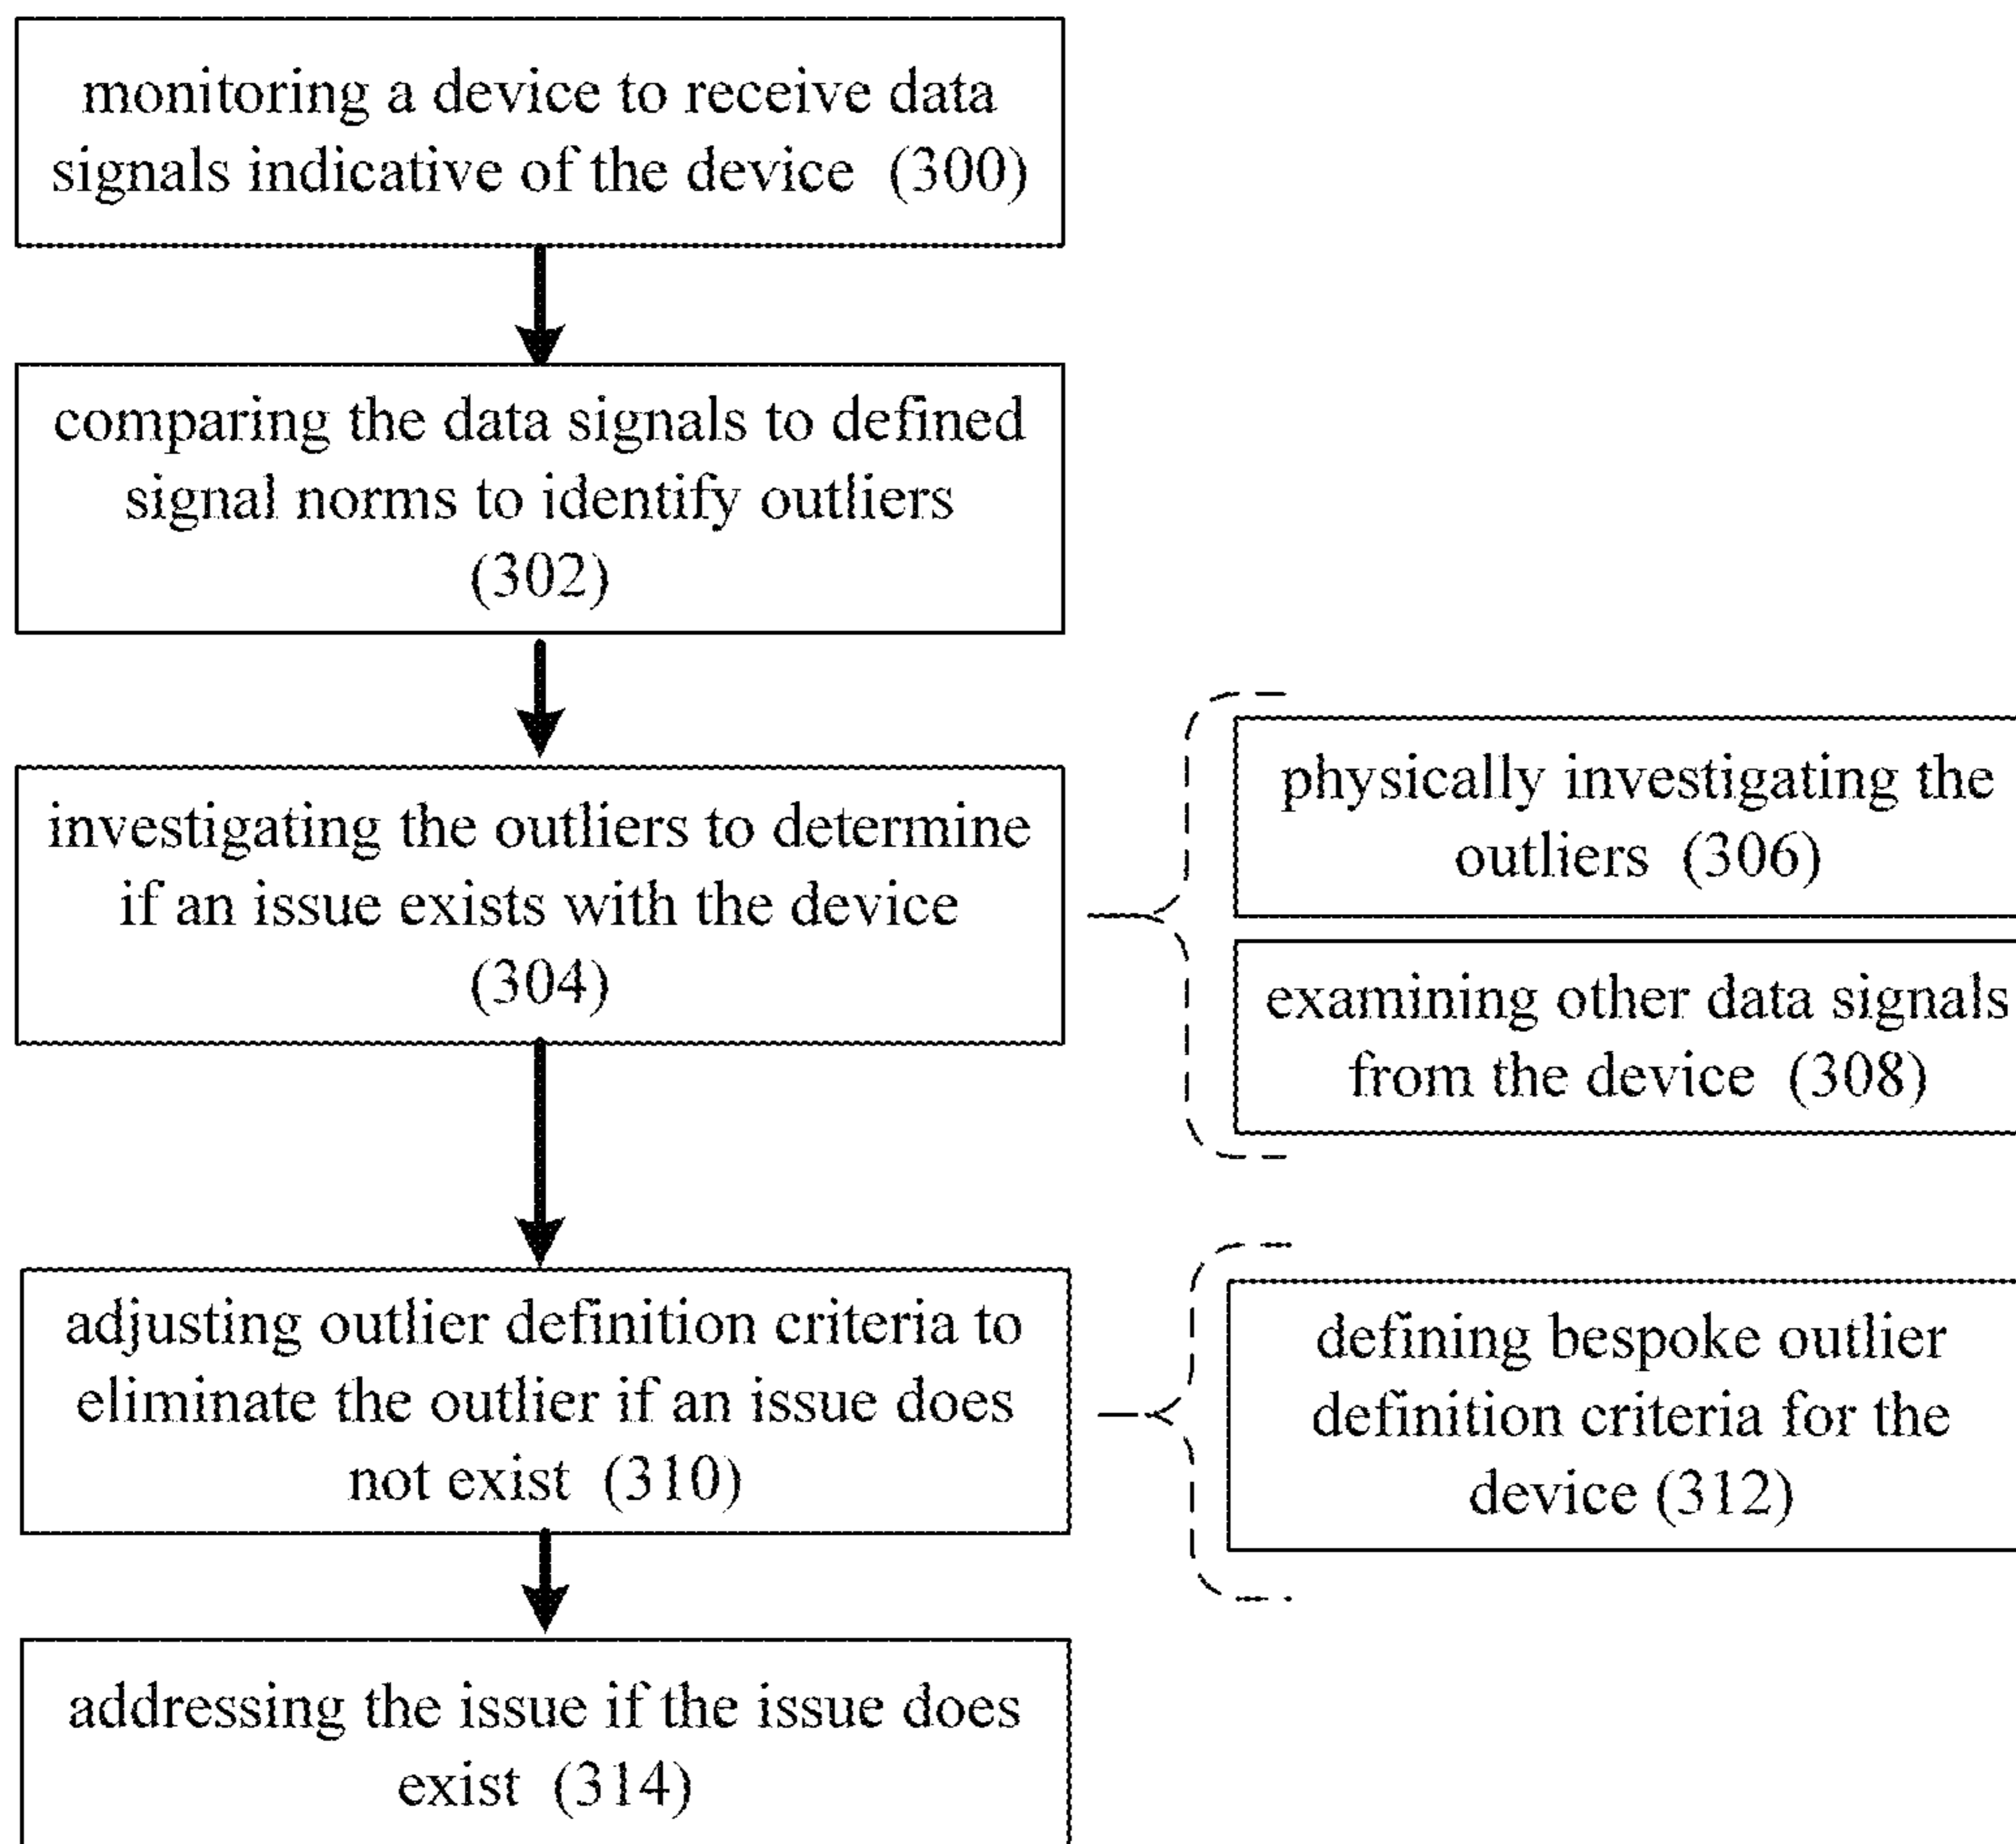 monitoring a device to receive data
signals indicative of the device (300)
comparing the data signals to defined
signal norms to identify outliers
(302)
investigating the outliers to determine
if an issue exists with the device
(304)
physically investigating the
outliers (306)
examining other data signals
from the device (308)
adjusting outlier definition criteria to
eliminate the outlier if an issue does
not exist (310)
defining bespoke outlier
definition criteria for the
device (312)
addressing the issue if the issue does
exist (314)